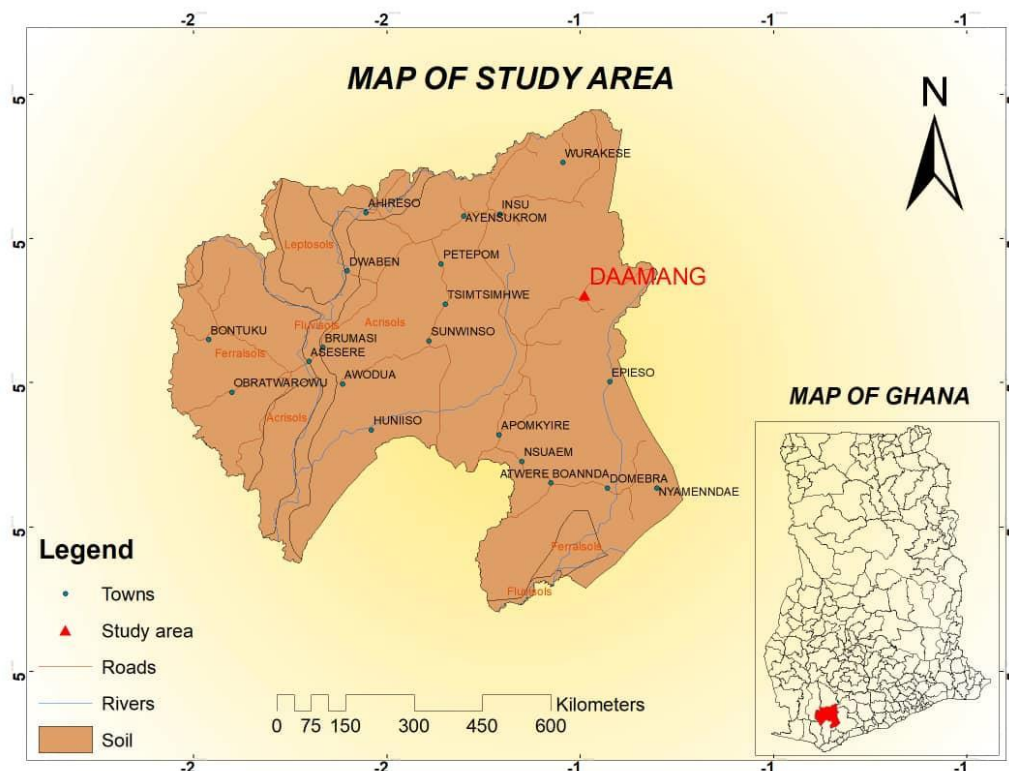 -2 -2 -1 -1 -1
MAP OF STUDY AREA
N
5
5
5
5
5
WURAKESE
AHIRESO
INSU
AYENSUKROM
Leptosols
DWABEN
PETEPOM
DAAMANG
TSIMTSIMHWE
Fluvisols
Acrisols
BONTUKU
BRUMASI
SUNWINSO
Ferralsols
ASESERE
OBRATWAROWU
AWODUA
EPIESO
Acrisols
HUNIISO
APOMKYIRE
NSUAEM
ATWERE BOANNDA
DOMEBRA
NYAMENNDAE
Ferralsols
Fluvisols
MAP OF GHANA
Legend
Towns
Study area
Roads
Rivers
Soil
Kilometers
0 75 150 300 450 600
-2 -2 -1 -1 -1